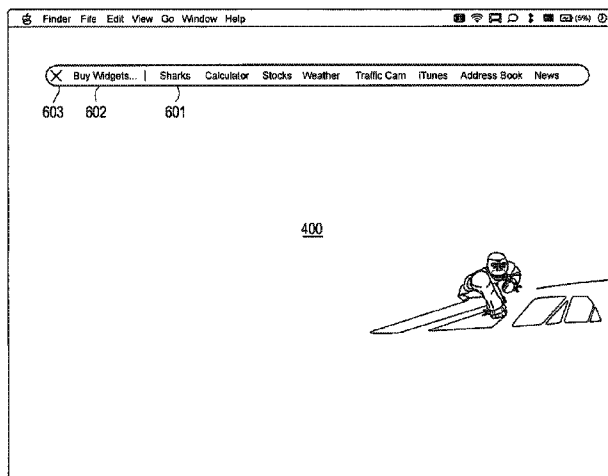 Finder File Edit View Go Window Help (5%)
Buy Widgets... | Sharks Calculator Stocks Weather Traffic Cam iTunes Address Book News
603 602 601
400